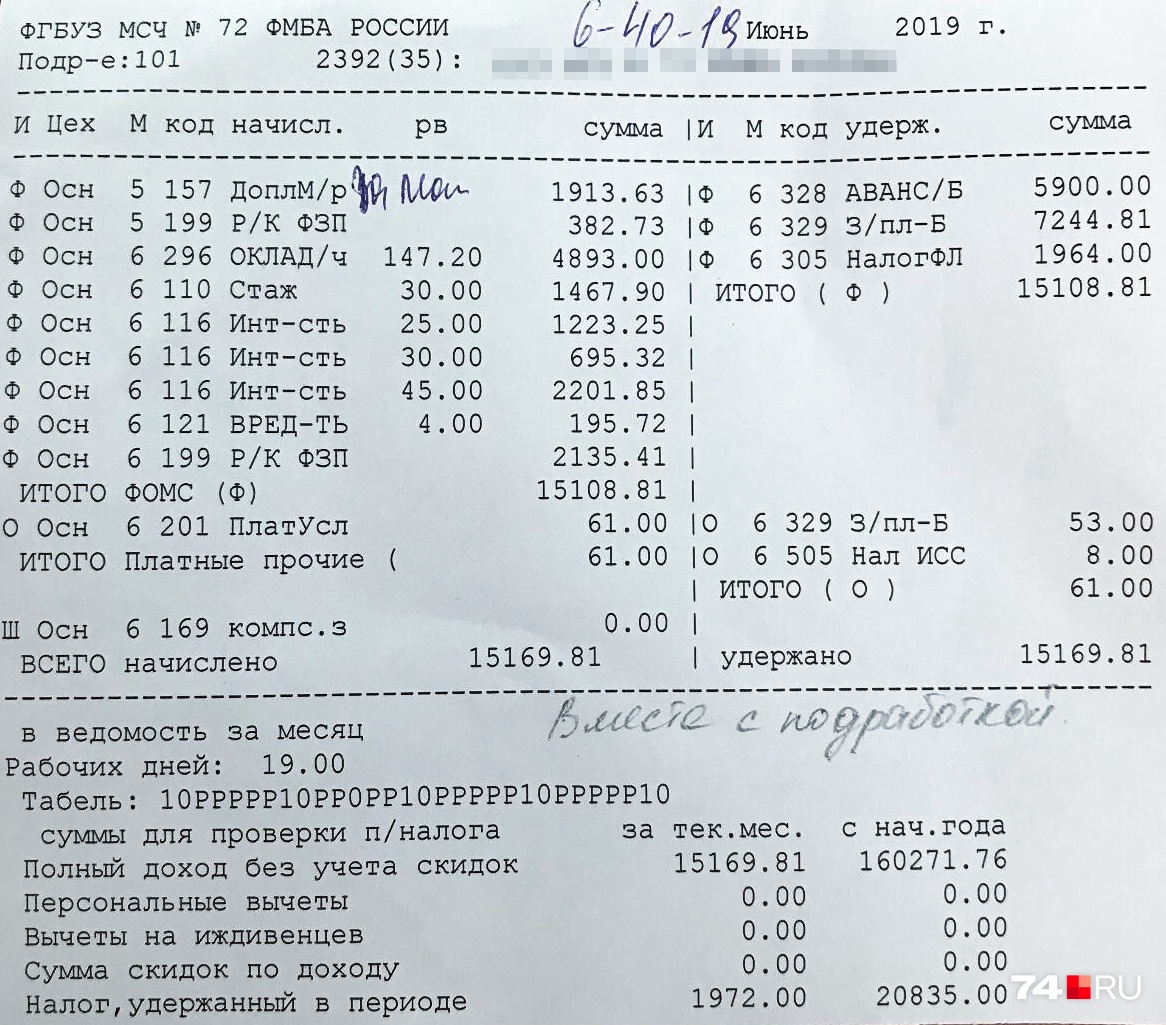 ФГБУЗ МСЧ № 72 ФМБА РОССИИ 6-40-19 Июнь 2019 г.
Подр-е:101 2392(35):
И Цех М код начисл. рв сумма |И М код удерж. сумма
Ф Осн 5 157 ДоплМ/р за май 1913.63 |Ф 6 328 АВАНС/Б 5900.00
Ф Осн 5 199 Р/К ФЗП 382.73 |Ф 6 329 З/пл-Б 7244.81
Ф Осн 6 296 ОКЛАД/ч 147.20 4893.00 |Ф 6 305 НалогФЛ 1964.00
Ф Осн 6 110 Стаж 30.00 1467.90 | ИТОГО ( Ф ) 15108.81
Ф Осн 6 116 Инт-сть 25.00 1223.25 |
Ф Осн 6 116 Инт-сть 30.00 695.32 |
Ф Осн 6 116 Инт-сть 45.00 2201.85 |
Ф Осн 6 121 ВРЕД-ТЬ 4.00 195.72 |
Ф Осн 6 199 Р/К ФЗП 2135.41 |
ИТОГО ФОМС (Ф) 15108.81 |
О Осн 6 201 ПлатУсл 61.00 |О 6 329 З/пл-Б 53.00
ИТОГО Платные прочие ( 61.00 |О 6 505 Нал ИСС 8.00
| ИТОГО ( О ) 61.00
Ш Осн 6 169 компс.з 0.00 |
ВСЕГО начислено 15169.81 | удержано 15169.81
Вместе с подработкой.
в ведомость за месяц
Рабочих дней: 19.00
Табель: 10РРРРР10РР0РР10РРРРР10РРРРР10
суммы для проверки п/налога за тек.мес. с нач.года
Полный доход без учета скидок 15169.81 160271.76
Персональные вычеты 0.00 0.00
Вычеты на иждивенцев 0.00 0.00
Сумма скидок по доходу 0.00 0.00
Налог,удержанный в периоде 1972.00 20835.00
74.RU